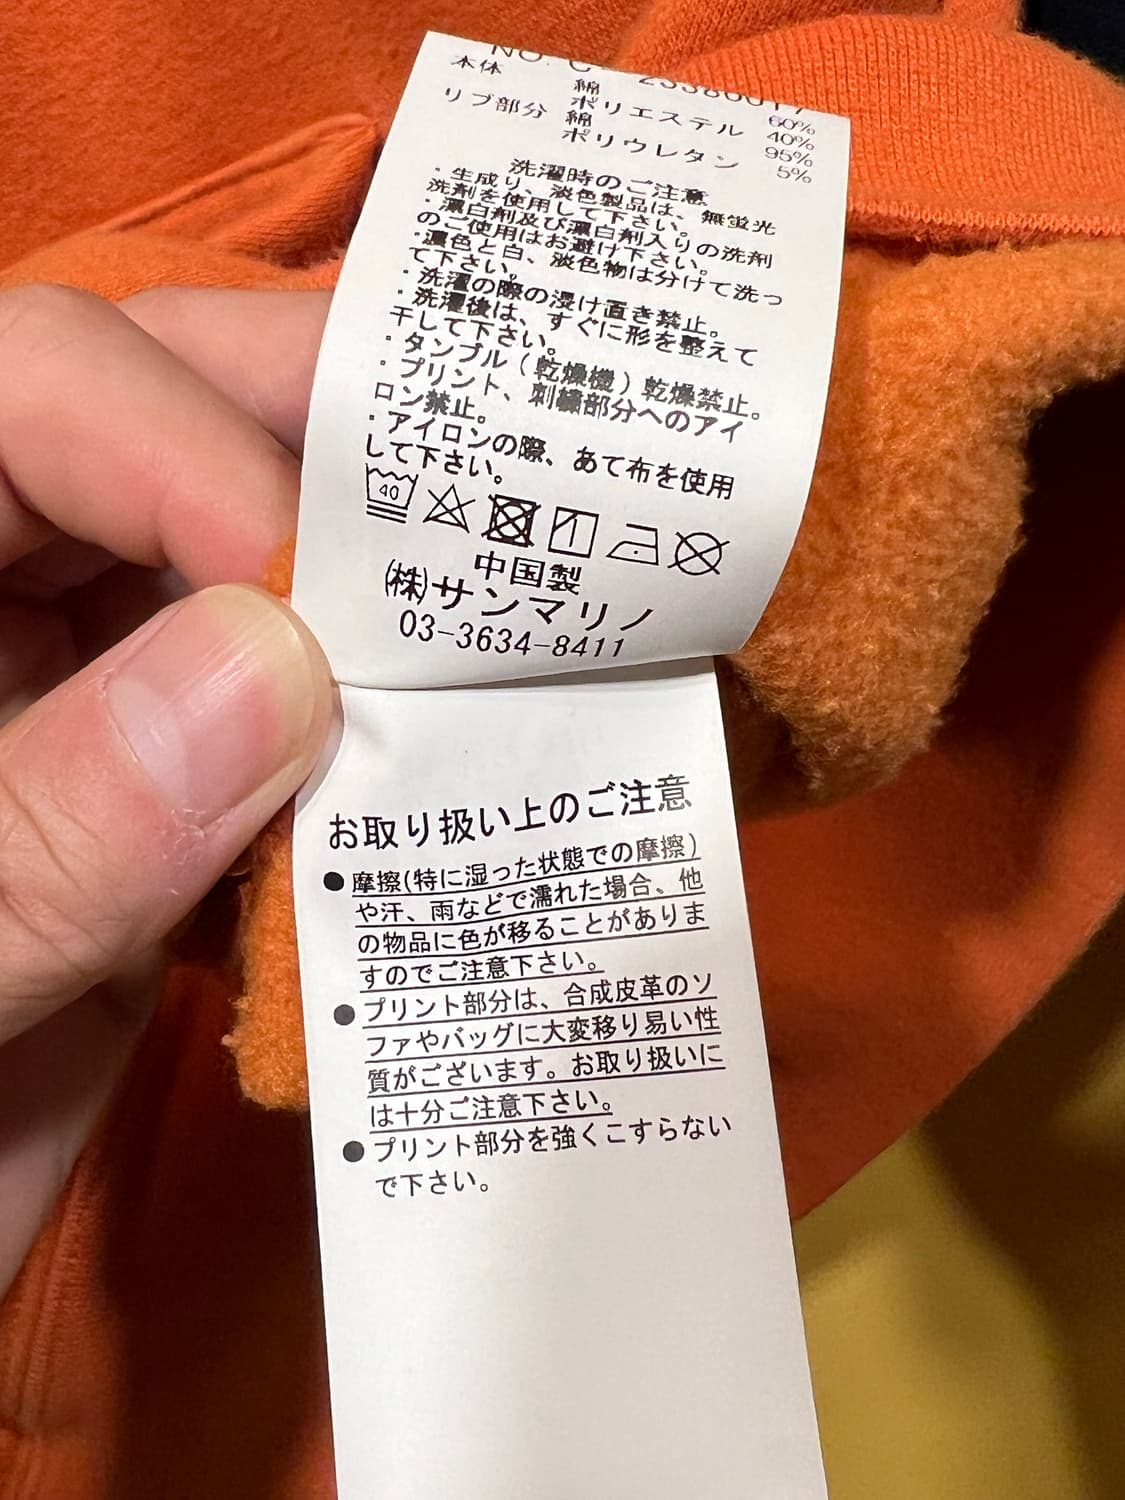 NO. C
本体 綿 60%
ポリエステル 40%
リブ部分 綿 95%
ポリウレタン 5%
洗濯時のご注意
・生成り、淡色製品は、無蛍光
洗剤を使用して下さい。
・漂白剤及び漂白剤入りの洗剤
のご使用はお避け下さい。
・濃色と白、淡色物は分けて洗っ
て下さい。
・洗濯の際の浸け置き禁止。
・洗濯後は、すぐに形を整えて
干して下さい。
・タンブル（乾燥機）乾燥禁止。
・プリント、刺繍部分へのアイ
ロン禁止。
・アイロンの際、あて布を使用
して下さい。
40
中国製
㈱サンマリノ
03-3634-8411
お取り扱い上のご注意
●摩擦(特に湿った状態での摩擦)
や汗、雨などで濡れた場合、他
の物品に色が移ることがありま
すのでご注意下さい。
●プリント部分は、合成皮革のソ
ファやバッグに大変移り易い性
質がございます。お取り扱いに
は十分ご注意下さい。
●プリント部分を強くこすらない
で下さい。